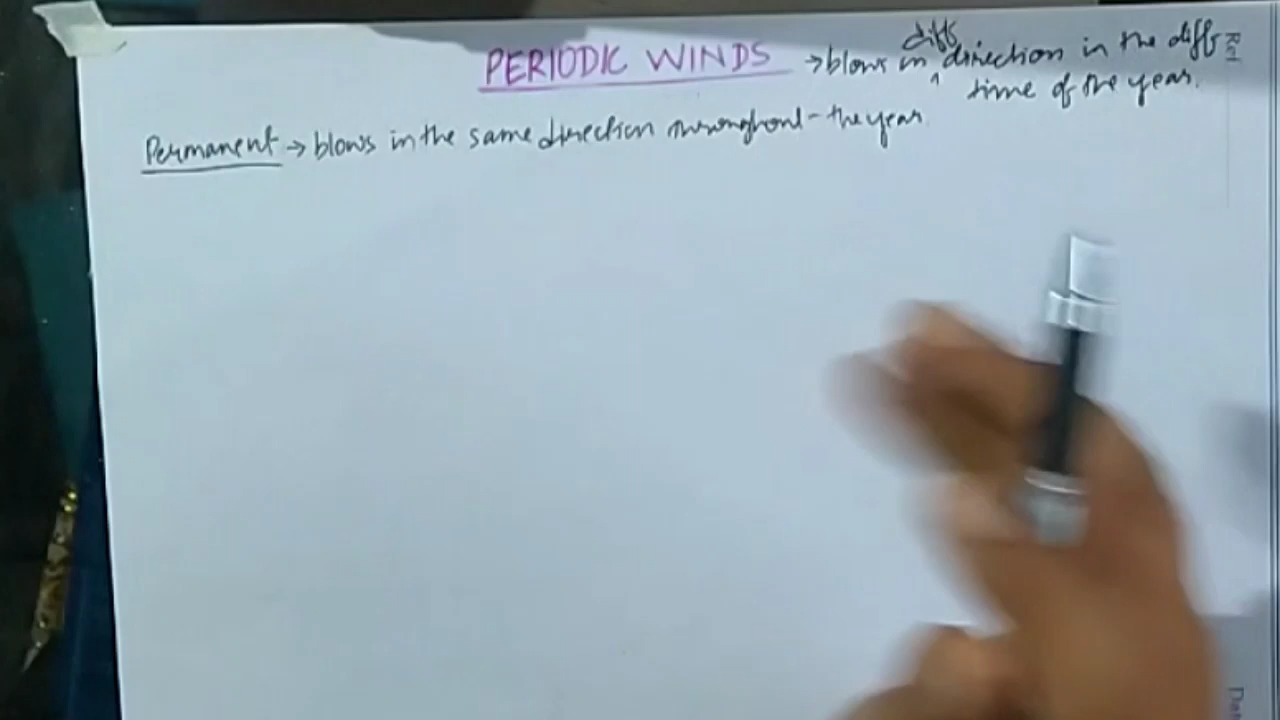 PERIODIC WINDS → blows in diff direction in the diff
time of the year.
Permanent → blows in the same direction throughout the year.